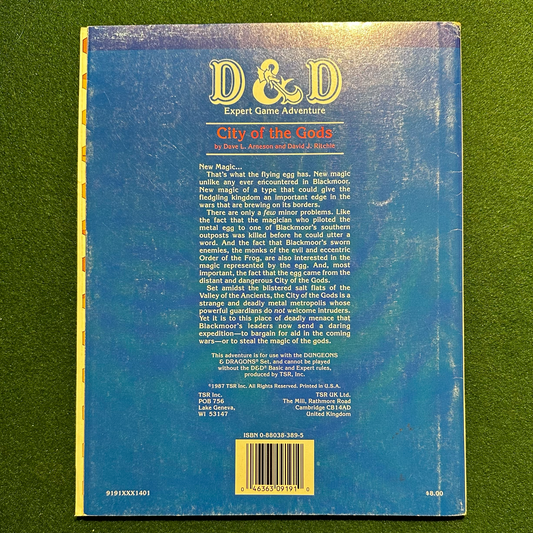 D&D
Expert Game Adventure
City of the Gods
by Dave L. Arneson and David J. Ritchie
New Magic...
That's what the flying egg has. New magic
unlike any ever encountered in Blackmoor.
New magic of a type that could give the
fledgling kingdom an important edge in the
wars that are brewing on its borders.
There are only a few minor problems. Like
the fact that the magician who piloted the
metal egg to one of Blackmoor's southern
outposts was killed before he could utter a
word. And the fact that Blackmoor's sworn
enemies, the monks of the evil and eccentric
Order of the Frog, are also interested in the
magic represented by the egg. And, most
important, the fact that the egg came from the
distant and dangerous City of the Gods.
Set amidst the blistered salt flats of the
Valley of the Ancients, the City of the Gods is a
strange and deadly metal metropolis whose
powerful guardians do not welcome intruders.
Yet it is to this place of deadly menace that
Blackmoor's leaders now send a daring
expedition—to bargain for aid in the coming
wars—or to steal the magic of the gods.
This adventure is for use with the DUNGEONS
& DRAGONS® Set, and cannot be played
without the D&D® Basic and Expert rules,
produced by TSR, Inc.
©1987 TSR Inc. All Rights Reserved. Printed in U.S.A.
TSR Inc.
POB 756
Lake Geneva,
WI 53147
TSR UK Ltd.
The Mill, Rathmore Road
Cambridge CB14AD
United Kingdom
ISBN 0-88038-389-5
0 46363 09191 0
9191XXX1401
$8.00